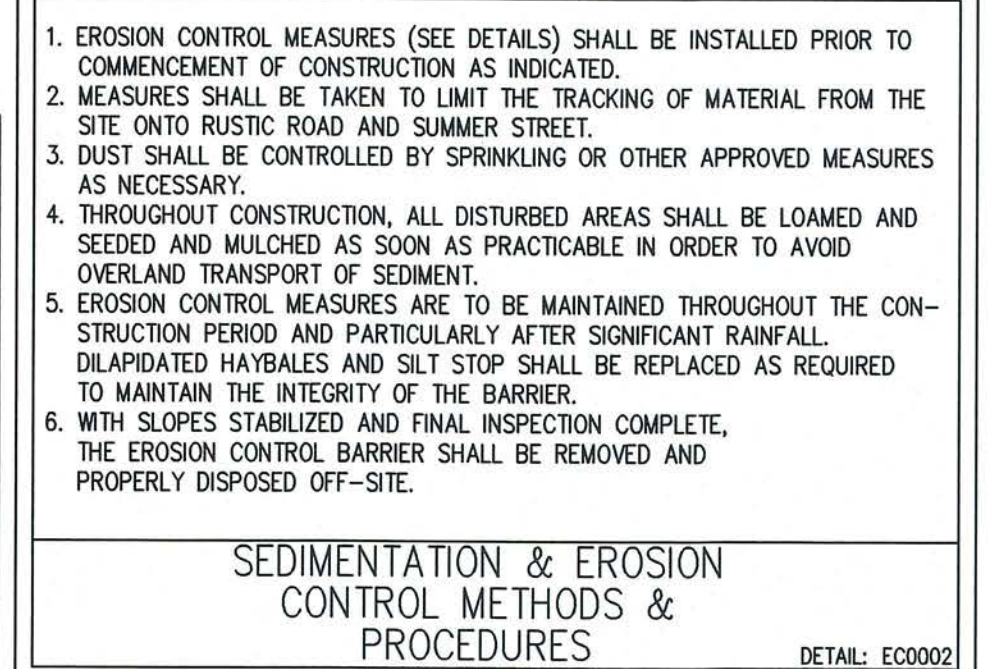 1. EROSION CONTROL MEASURES (SEE DETAILS) SHALL BE INSTALLED PRIOR TO
COMMENCEMENT OF CONSTRUCTION AS INDICATED.
2. MEASURES SHALL BE TAKEN TO LIMIT THE TRACKING OF MATERIAL FROM THE
SITE ONTO RUSTIC ROAD AND SUMMER STREET.
3. DUST SHALL BE CONTROLLED BY SPRINKLING OR OTHER APPROVED MEASURES
AS NECESSARY.
4. THROUGHOUT CONSTRUCTION, ALL DISTURBED AREAS SHALL BE LOAMED AND
SEEDED AND MULCHED AS SOON AS PRACTICABLE IN ORDER TO AVOID
OVERLAND TRANSPORT OF SEDIMENT.
5. EROSION CONTROL MEASURES ARE TO BE MAINTAINED THROUGHOUT THE CON-
STRUCTION PERIOD AND PARTICULARLY AFTER SIGNIFICANT RAINFALL.
DILAPIDATED HAYBALES AND SILT STOP SHALL BE REPLACED AS REQUIRED
TO MAINTAIN THE INTEGRITY OF THE BARRIER.
6. WITH SLOPES STABILIZED AND FINAL INSPECTION COMPLETE,
THE EROSION CONTROL BARRIER SHALL BE REMOVED AND
PROPERLY DISPOSED OFF-SITE.
SEDIMENTATION & EROSION
CONTROL METHODS &
PROCEDURES
DETAIL: EC0002